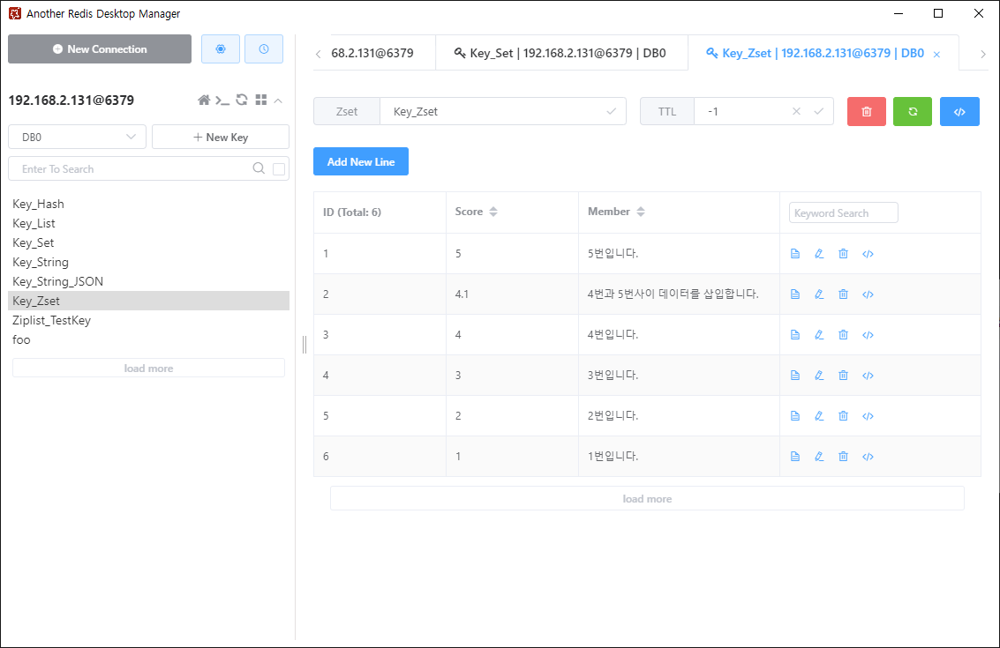 Another Redis Desktop Manager
New Connection
192.168.2.131@6379
DB0
New Key
Enter To Search
Key_Hash
Key_List
Key_Set
Key_String
Key_String_JSON
Key_Zset
Ziplist_TestKey
foo
load more
68.2.131@6379
Key_Set | 192.168.2.131@6379 | DB0
Key_Zset | 192.168.2.131@6379 | DB0
Zset Key_Zset TTL -1
Add New Line
ID (Total: 6) Score Member Keyword Search
1 5 5번입니다.
2 4.1 4번과 5번사이 데이터를 삽입합니다.
3 4 4번입니다.
4 3 3번입니다.
5 2 2번입니다.
6 1 1번입니다.
load more